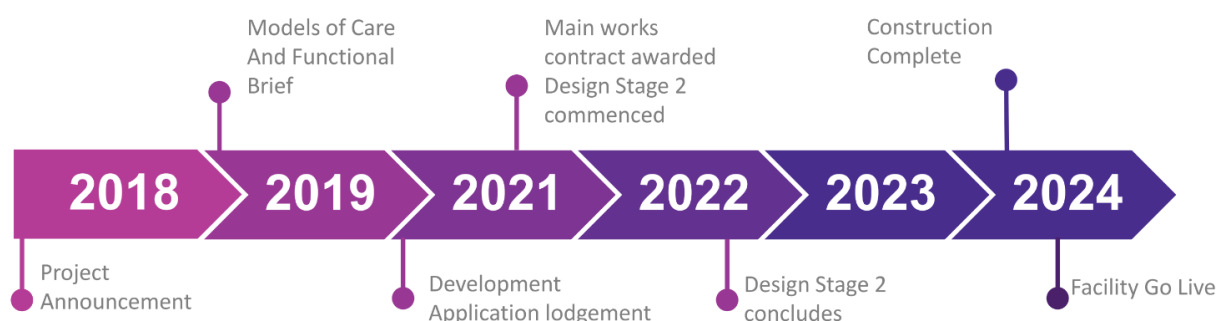 Models of Care
And Functional
Brief
Main works
contract awarded
Design Stage 2
commenced
Construction
Complete
2018
2019
2021
2022
2023
2024
Project
Announcement
Development
Application lodgement
Design Stage 2
concludes
Facility Go Live